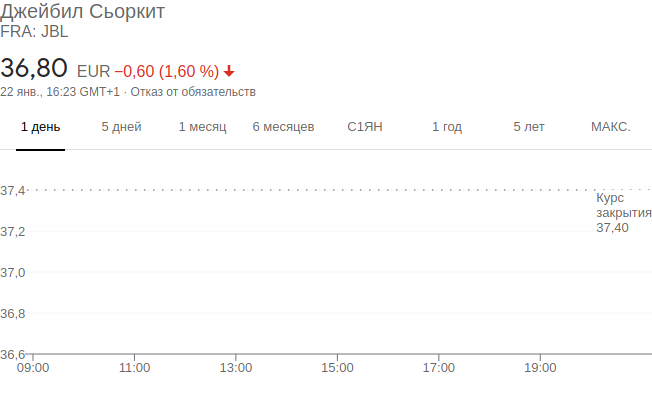 Джейбил Сьоркит
FRA: JBL
36,80 EUR −0,60 (1,60 %)
22 янв., 16:23 GMT+1 · Отказ от обязательств
1 день 5 дней 1 месяц 6 месяцев С1ЯН 1 год 5 лет МАКС.
37,4
Курс
закрытия
37,40
37,2
37,0
36,8
36,6
09:00 11:00 13:00 15:00 17:00 19:00